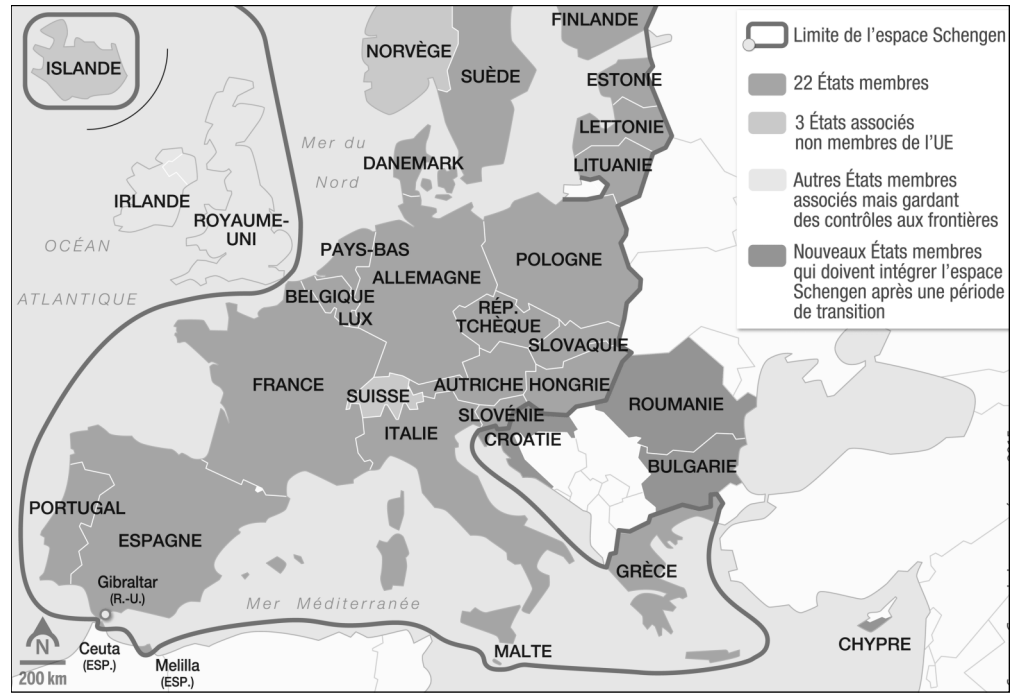 FINLANDE
ISLANDE
NORVÈGE
SUÈDE
ESTONIE
LETTONIE
LITUANIE
Mer du
Nord
DANEMARK
IRLANDE
ROYAUME-
UNI
OCÉAN
ATLANTIQUE
PAYS-BAS
ALLEMAGNE
POLOGNE
BELGIQUE
LUX
RÉP.
TCHÈQUE
SLOVAQUIE
FRANCE
SUISSE
AUTRICHE
HONGRIE
ROUMANIE
SLOVÉNIE
ITALIE
CROATIE
BULGARIE
PORTUGAL
ESPAGNE
GRÈCE
Gibraltar
(R.-U.)
Mer Méditerranée
N
200 km
Ceuta
(ESP.)
Melilla
(ESP.)
MALTE
CHYPRE
Limite de l'espace Schengen
22 États membres
3 États associés
non membres de l'UE
Autres États membres
associés mais gardant
des contrôles aux frontières
Nouveaux États membres
qui doivent intégrer l'espace
Schengen après une période
de transition